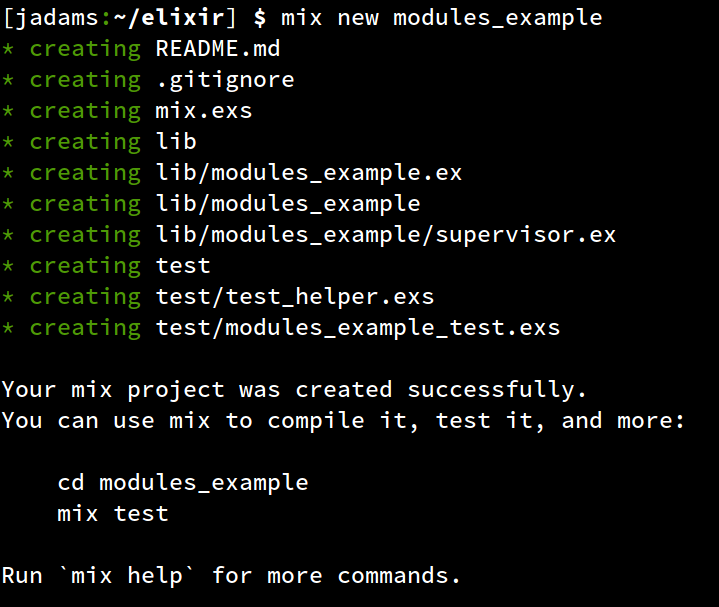 [jadams:~/elixir] $ mix new modules_example
* creating README.md
* creating .gitignore
* creating mix.exs
* creating lib
* creating lib/modules_example.ex
* creating lib/modules_example
* creating lib/modules_example/supervisor.ex
* creating test
* creating test/test_helper.exs
* creating test/modules_example_test.exs

Your mix project was created successfully.
You can use mix to compile it, test it, and more:

    cd modules_example
    mix test

Run `mix help` for more commands.